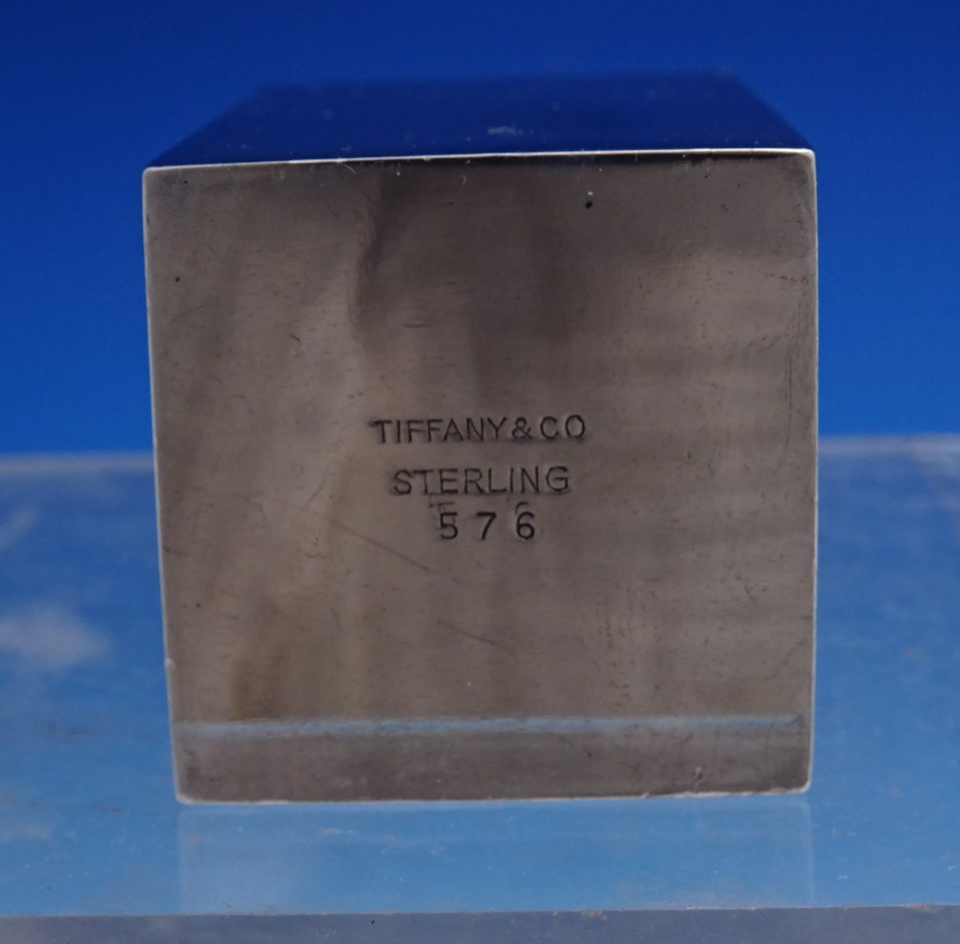 TIFFANY & CO
STERLING
576